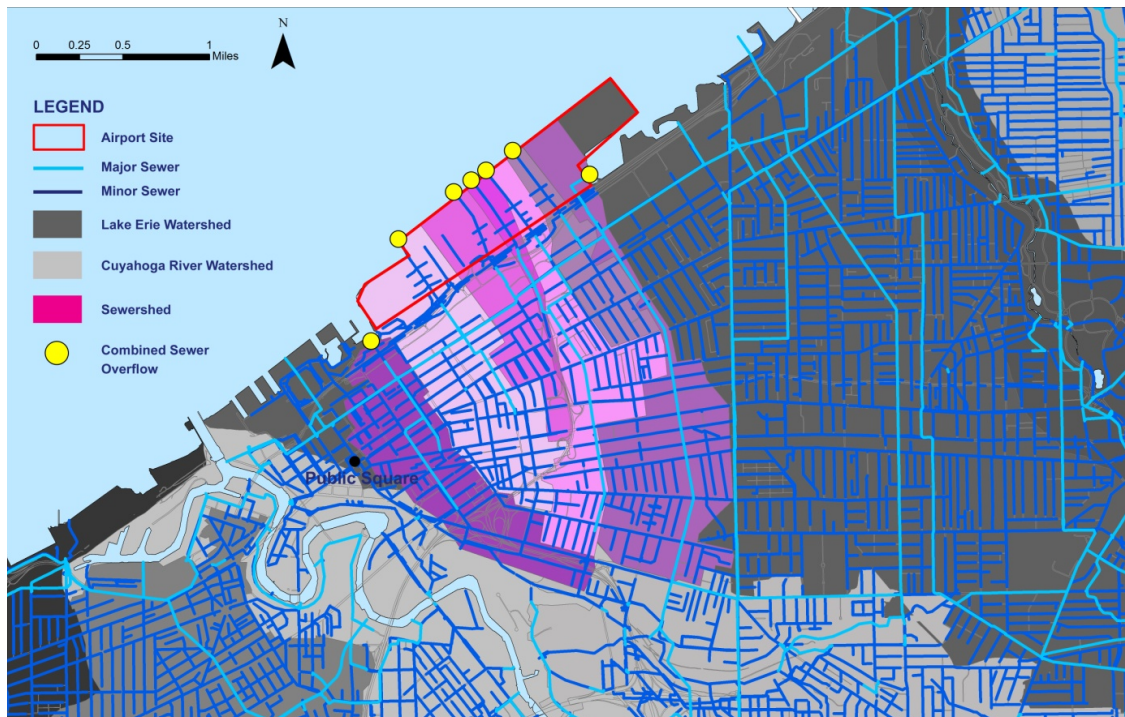 N
0 0.25 0.5 1
Miles
LEGEND
Airport Site
Major Sewer
Minor Sewer
Lake Erie Watershed
Cuyahoga River Watershed
Sewershed
Combined Sewer
Overflow
Public Square